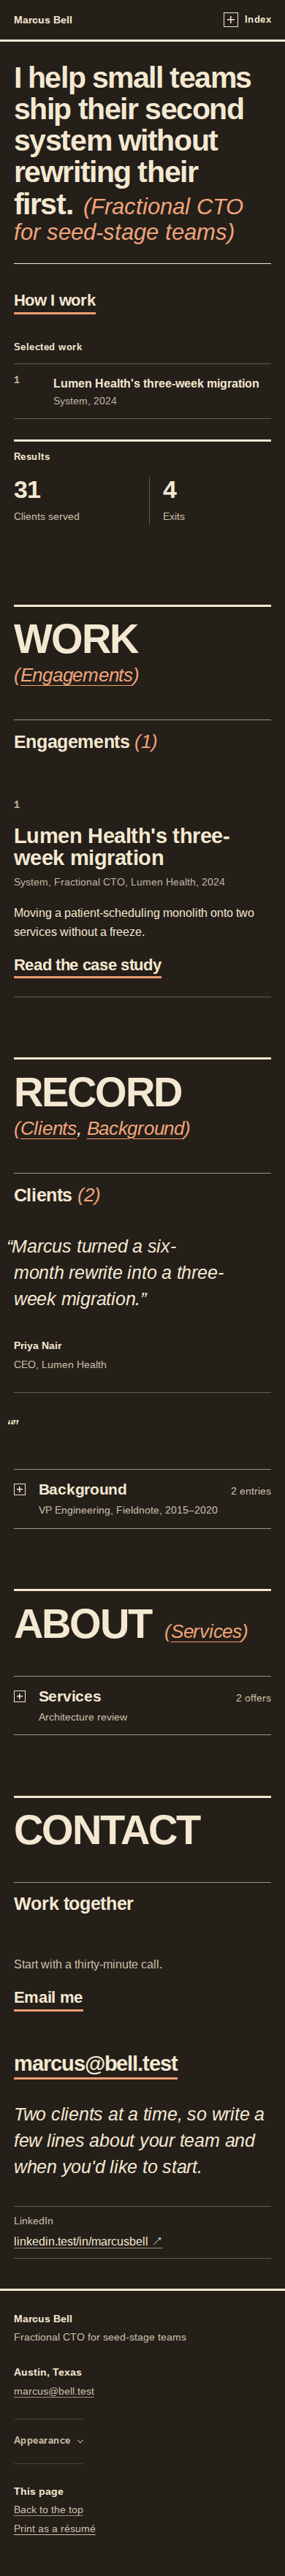 Marcus Bell
Index
I help small teams
ship their second
system without
rewriting their
first. (Fractional CTO
for seed-stage teams)
How I work
Selected work
1
Lumen Health's three-week migration
System, 2024
Results
31
Clients served
4
Exits
WORK
(Engagements)
Engagements (1)
1
Lumen Health's three-
week migration
System, Fractional CTO, Lumen Health, 2024
Moving a patient-scheduling monolith onto two
services without a freeze.
Read the case study
RECORD
(Clients, Background)
Clients (2)
“Marcus turned a six-
month rewrite into a three-
week migration.”
Priya Nair
CEO, Lumen Health
“”
Background
2 entries
VP Engineering, Fieldnote, 2015–2020
ABOUT (Services)
Services
2 offers
Architecture review
CONTACT
Work together
Start with a thirty-minute call.
Email me
marcus@bell.test
Two clients at a time, so write a
few lines about your team and
when you'd like to start.
LinkedIn
linkedin.test/in/marcusbell ↗
Marcus Bell
Fractional CTO for seed-stage teams
Austin, Texas
marcus@bell.test
Appearance
This page
Back to the top
Print as a résumé